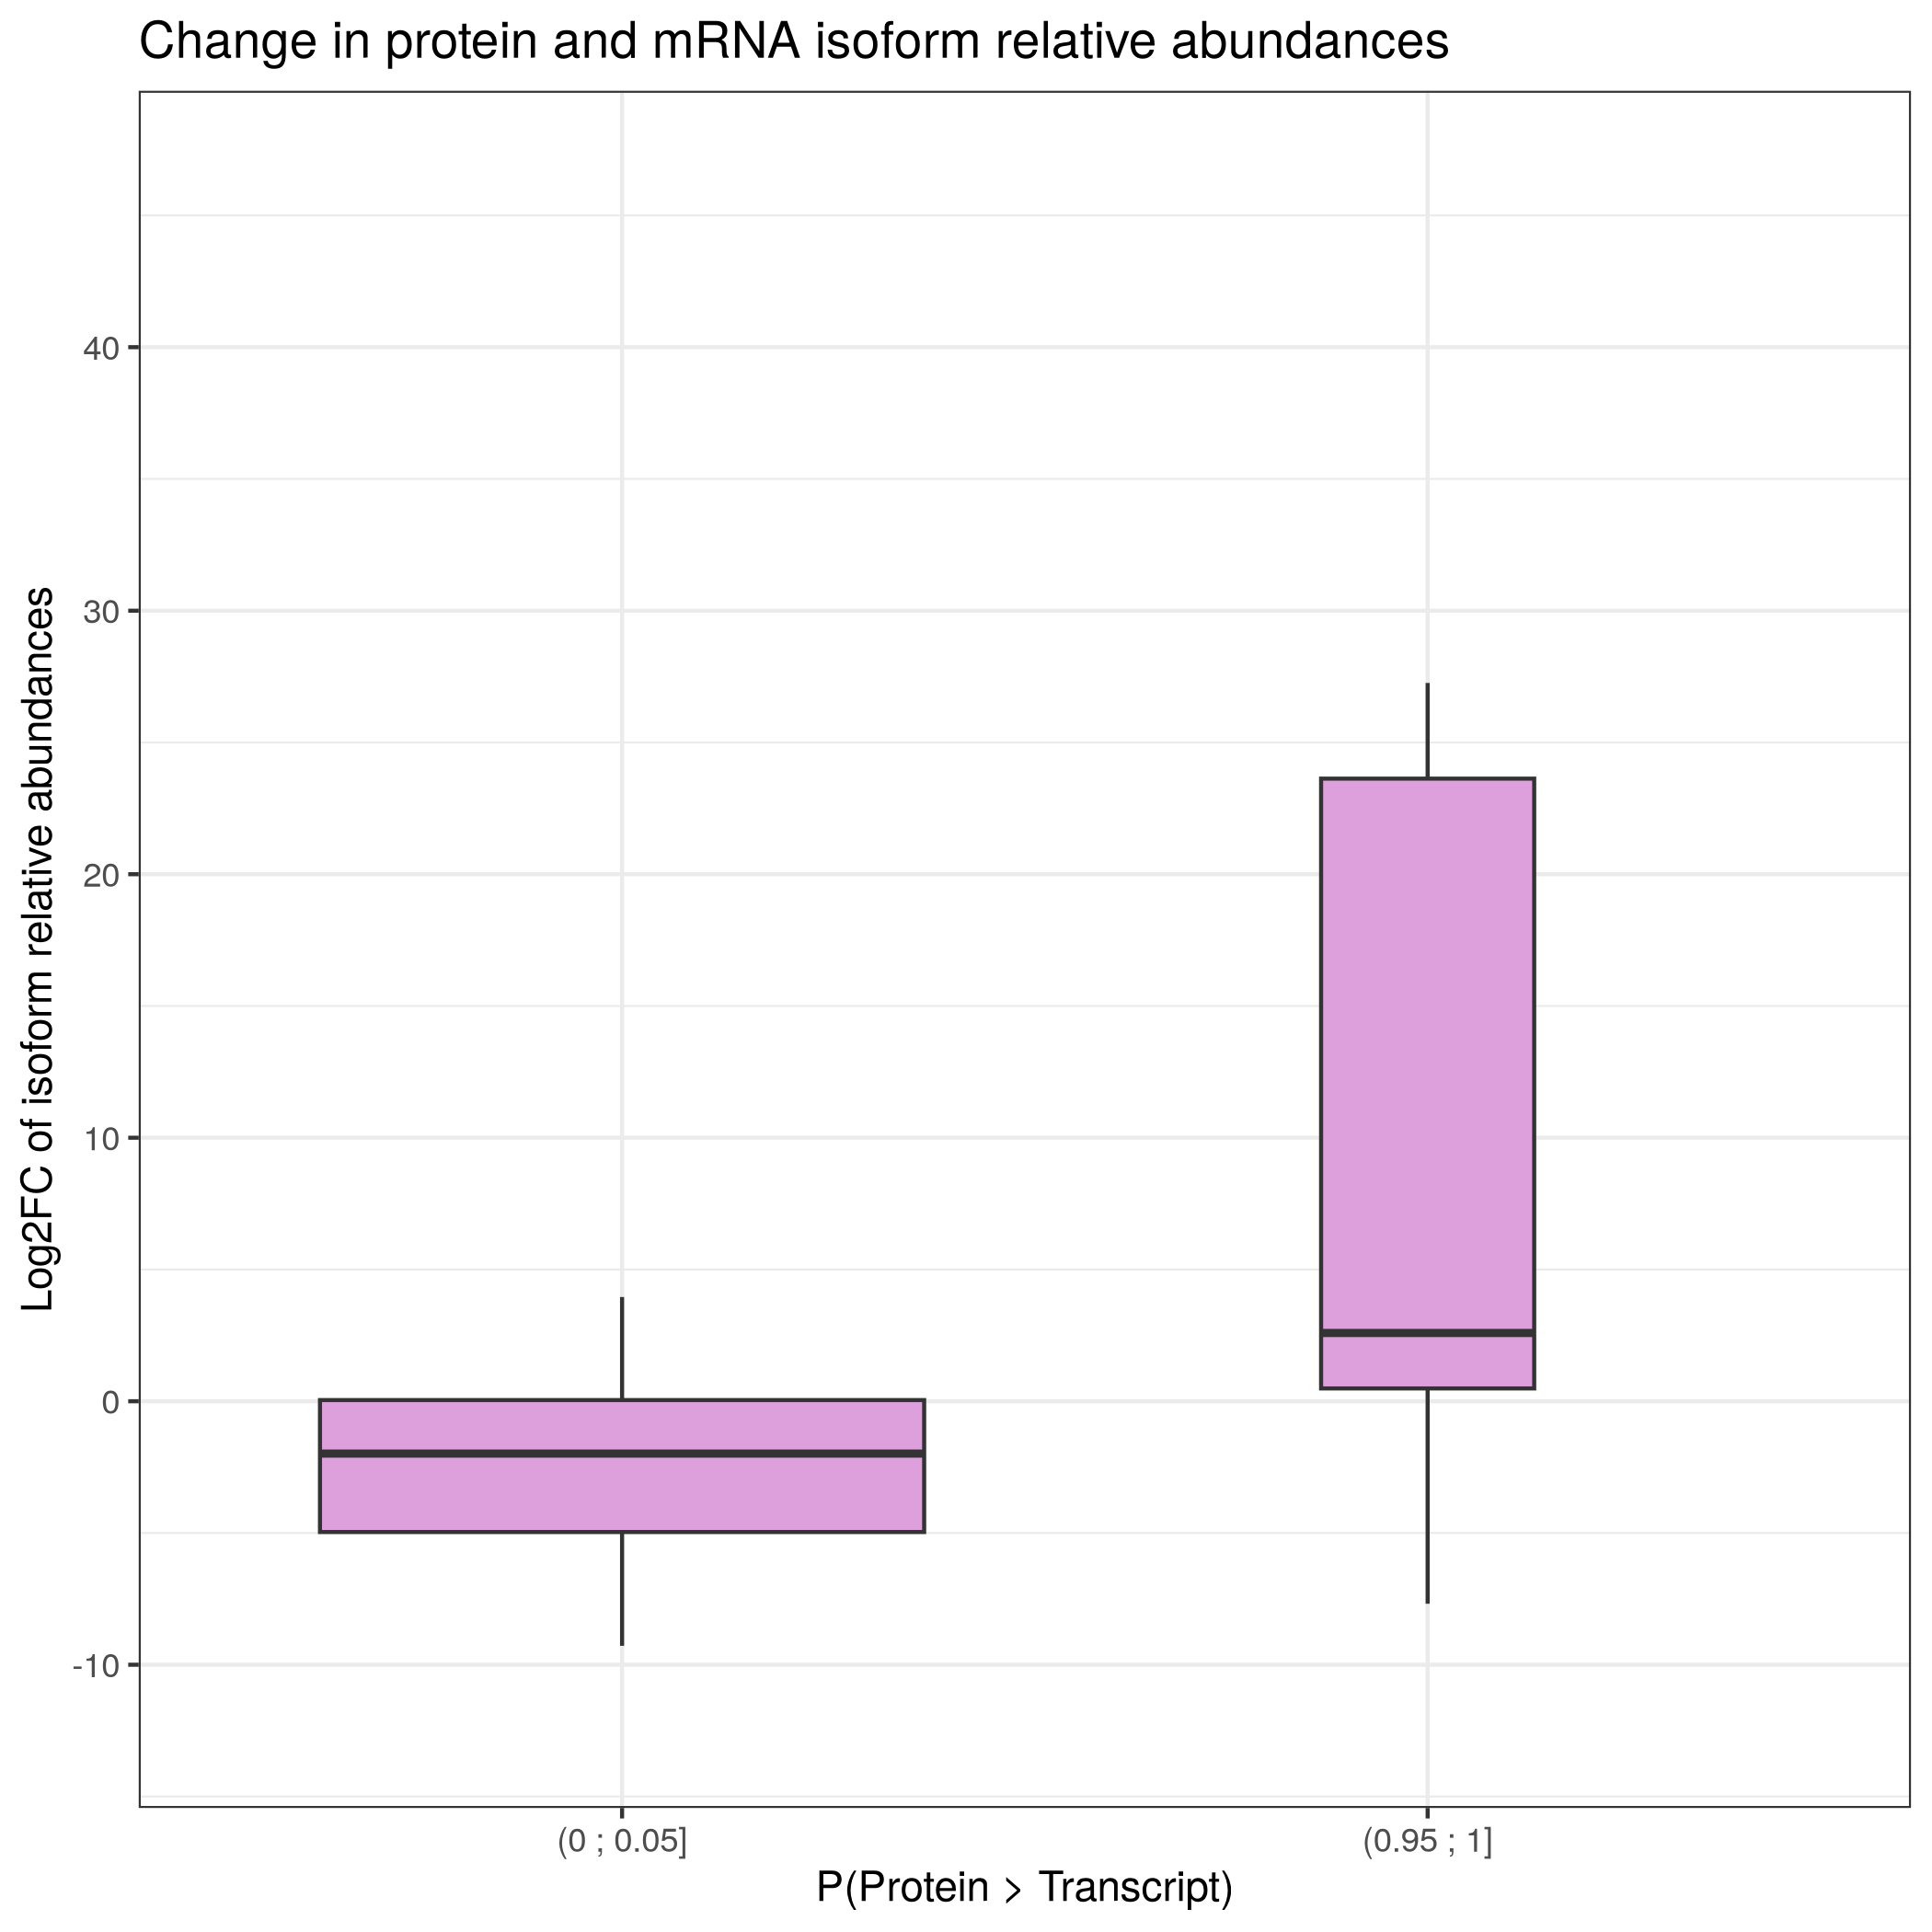 Change in protein and mRNA isoform relative abundances
Log2FC of isoform relative abundances
40
30
20
10
0
-10
(0 ; 0.05]
(0.95 ; 1]
P(Protein > Transcript)